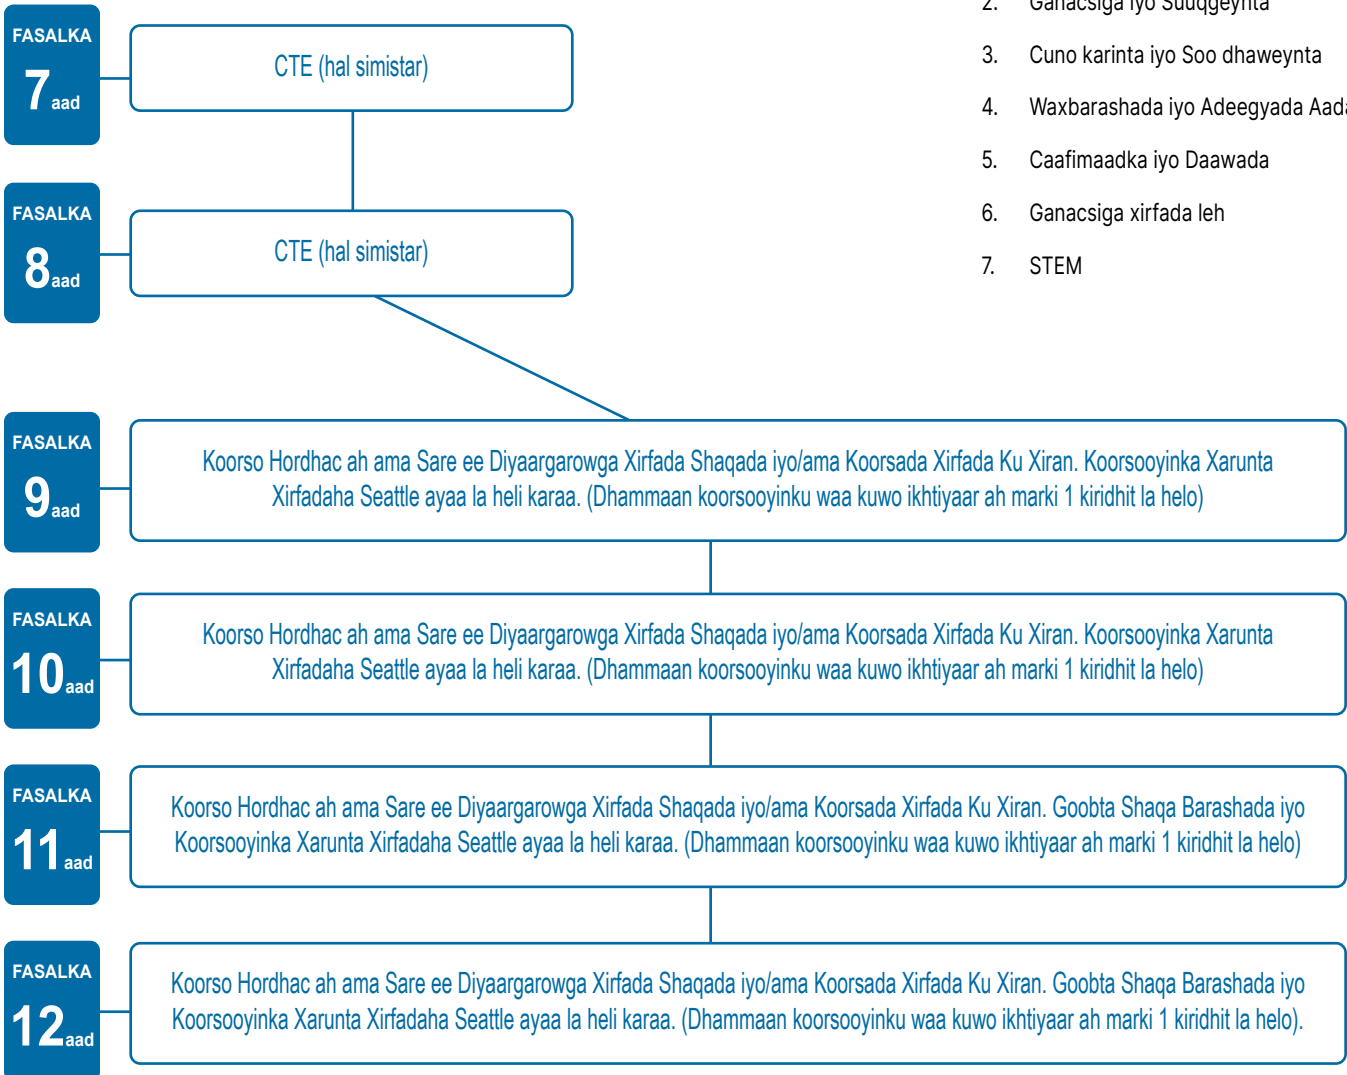 FASALKA
7aad
CTE (hal simistar)
FASALKA
8aad
CTE (hal simistar)
2. Ganacsiga iyo Suuqgeynta
3. Cuno karinta iyo Soo dhaweynta
4. Waxbarashada iyo Adeegyada
5. Caafimaadka iyo Daawada
6. Ganacsiga xirfada leh
7. STEM
FASALKA
9aad
Koorso Hordhac ah ama Sare ee Diyaargarowga Xirfada Shaqada iyo/ama Koorsada Xirfada Ku Xiran. Koorsooyinka Xarunta
Xirfadaha Seattle ayaa la heli karaa. (Dhammaan koorsooyinku waa kuwo ikhtiyaar ah marki 1 kiridhit la helo)
FASALKA
10aad
Koorso Hordhac ah ama Sare ee Diyaargarowga Xirfada Shaqada iyo/ama Koorsada Xirfada Ku Xiran. Koorsooyinka Xarunta
Xirfadaha Seattle ayaa la heli karaa. (Dhammaan koorsooyinku waa kuwo ikhtiyaar ah marki 1 kiridhit la helo)
FASALKA
11aad
Koorso Hordhac ah ama Sare ee Diyaargarowga Xirfada Shaqada iyo/ama Koorsada Xirfada Ku Xiran. Goobta Shaqa Barashada iyo
Koorsooyinka Xarunta Xirfadaha Seattle ayaa la heli karaa. (Dhammaan koorsooyinku waa kuwo ikhtiyaar ah marki 1 kiridhit la helo)
FASALKA
12aad
Koorso Hordhac ah ama Sare ee Diyaargarowga Xirfada Shaqada iyo/ama Koorsada Xirfada Ku Xiran. Goobta Shaqa Barashada iyo
Koorsooyinka Xarunta Xirfadaha Seattle ayaa la heli karaa. (Dhammaan koorsooyinku waa kuwo ikhtiyaar ah marki 1 kiridhit la helo).